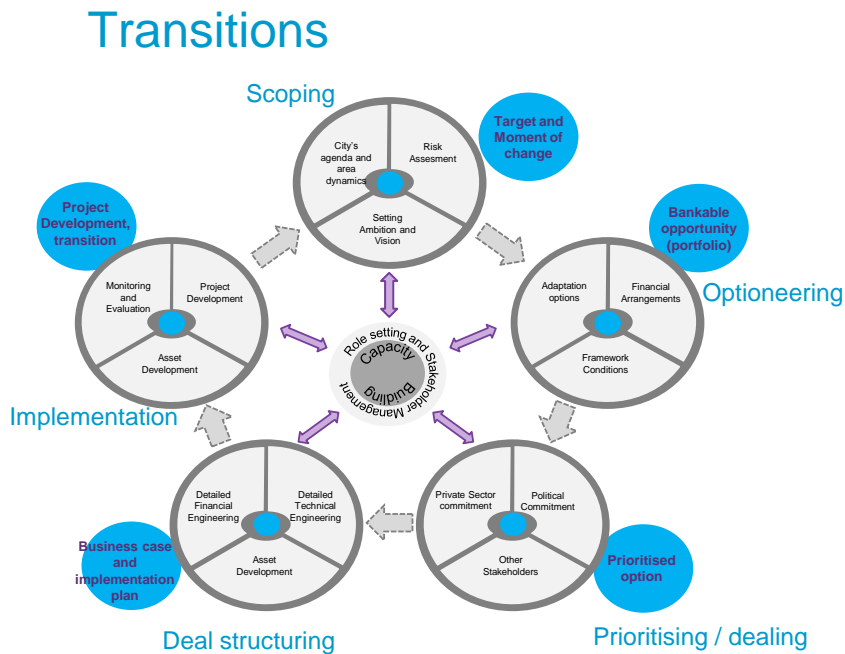 Transitions
Scoping
City's
agenda and
area
dynamics
Risk
Assesment
Setting
Ambition and
Vision
Target and
Moment of
change
Bankable
opportunity
(portfolio)
Optioneering
Adaptation
options
Financial
Arrangements
Framework
Conditions
Project
Development,
transition
Monitoring
and
Evaluation
Project
Development
Asset
Development
Implementation
Role setting and Stakeholder Management
Capacity
Buidling
Private Sector
commitment
Political
Commitment
Other
Stakeholders
Prioritised
option
Prioritising / dealing
Detailed
Financial
Engineering
Detailed
Technical
Engineering
Asset
Development
Business case
and
implementation
plan
Deal structuring